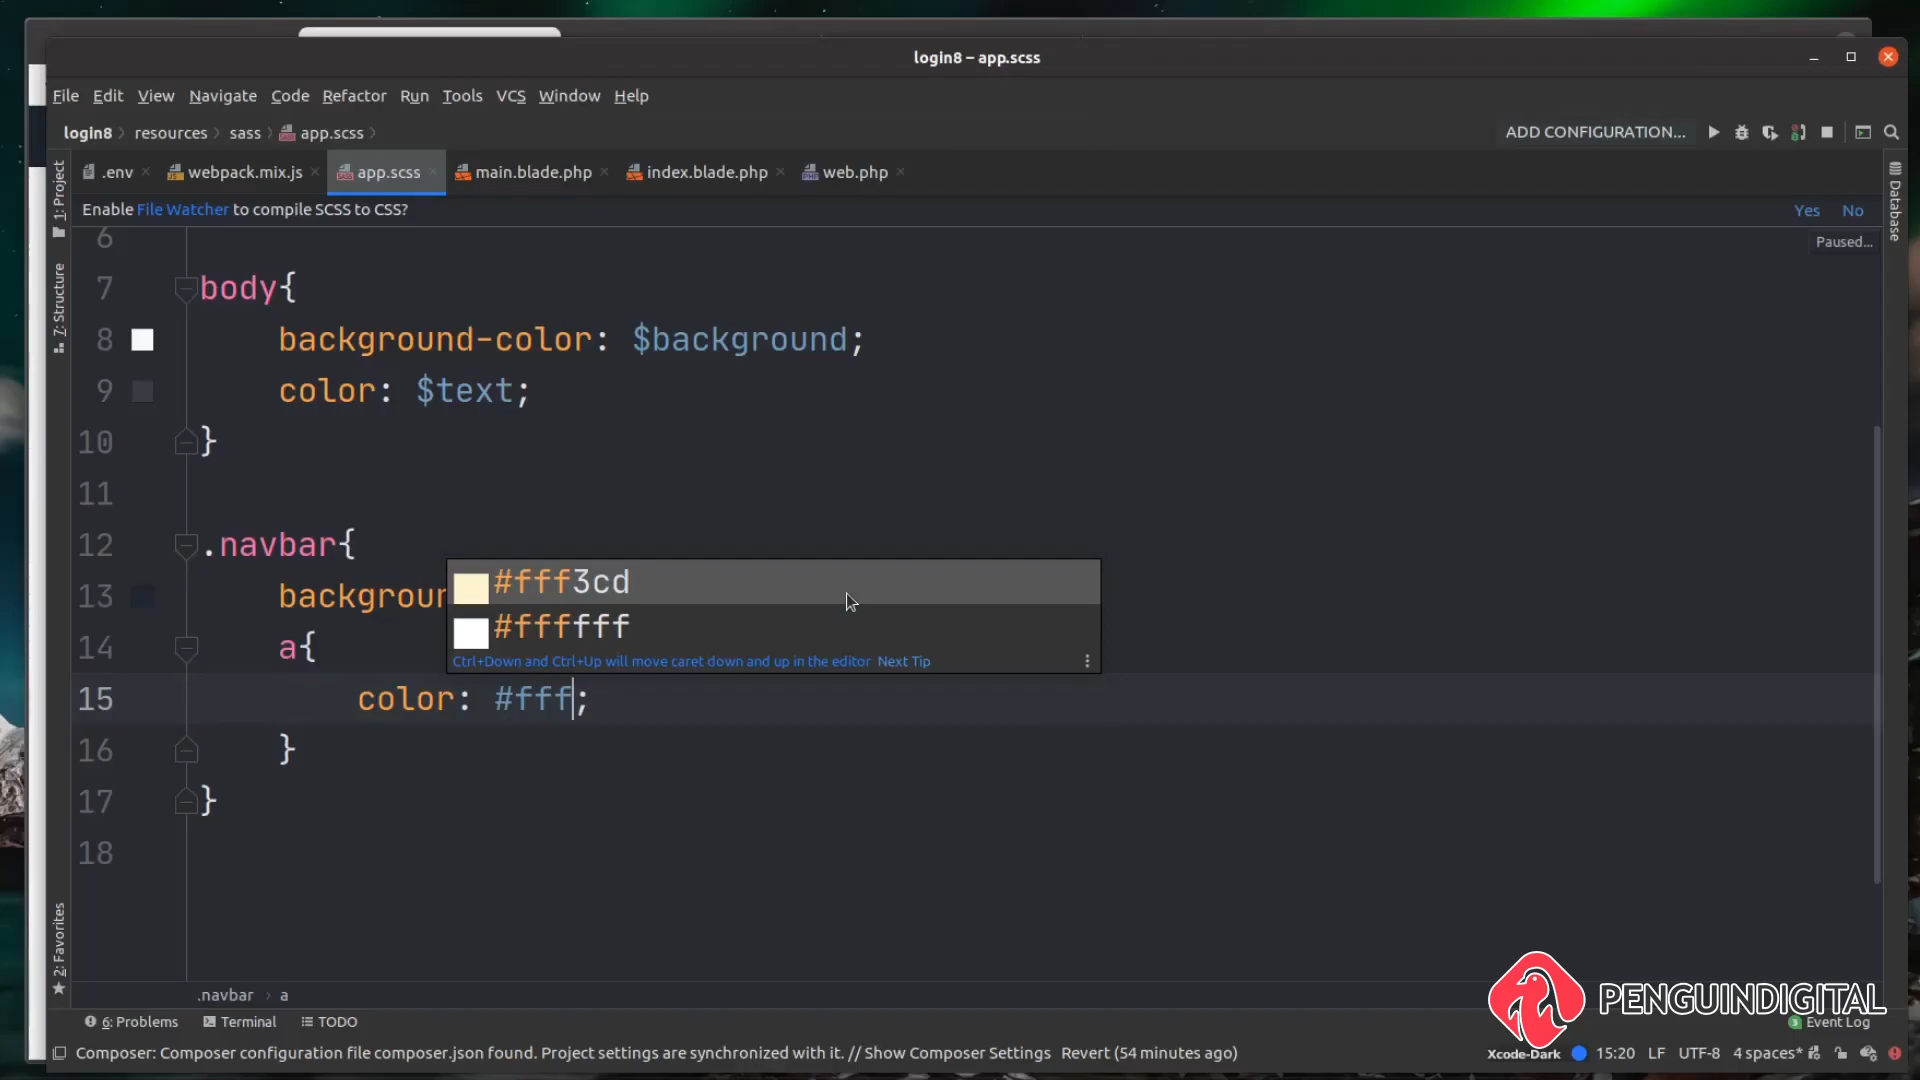 login8 – app.scss
File Edit View Navigate Code Refactor Run Tools VCS Window Help
login8 resources sass app.scss ADD CONFIGURATION...
.env webpack.mix.js app.scss main.blade.php index.blade.php web.php
Enable File Watcher to compile SCSS to CSS? Yes No
Paused...
1: Project
7: Structure
2: Favorites
Database
6
7 body{
8 background-color: $background;
9 color: $text;
10 }
11
12 .navbar{
13 backgroun
14 a{
15 color: #fff;
16 }
17 }
18
#fff3cd
#ffffff
Ctrl+Down and Ctrl+Up will move caret down and up in the editor Next Tip
.navbar › a
PENGUINDIGITAL
6: Problems Terminal TODO 3 Event Log
Composer: Composer configuration file composer.json found. Project settings are synchronized with it. // Show Composer Settings Revert (54 minutes ago) Xcode-Dark 15:20 LF UTF-8 4 spaces*